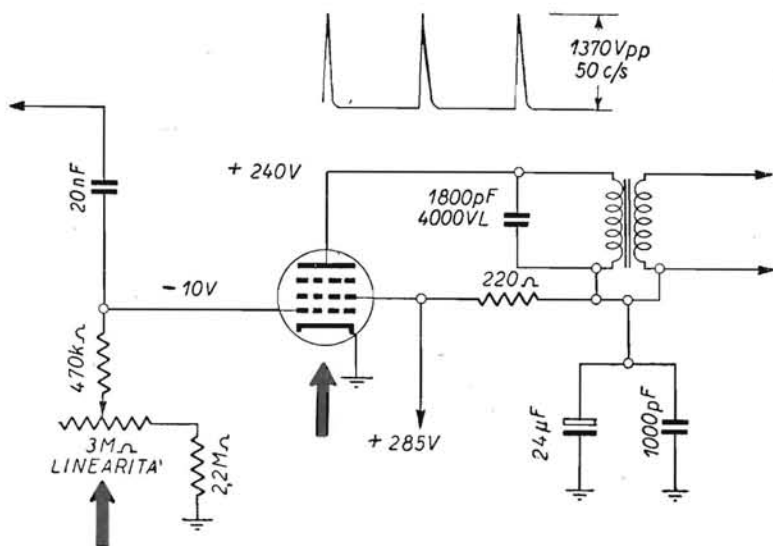 1370Vpp
50 c/s
20nF
+ 240V
1800pF
4000VL
- 10V
220Ω
470kΩ
3MΩ
LINEARITA'
2,2MΩ
+ 285V
24µF
1000pF